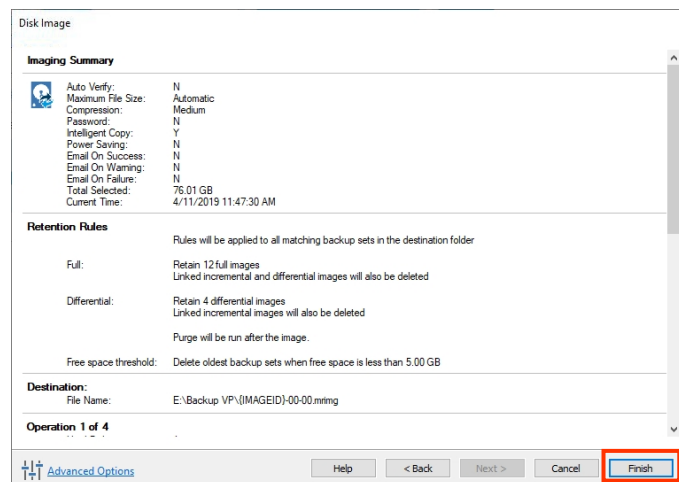 Disk Image
Imaging Summary
Auto Verify: N
Maximum File Size: Automatic
Compression: Medium
Password: N
Intelligent Copy: Y
Power Saving: N
Email On Success: N
Email On Warning: N
Email On Failure: N
Total Selected: 76.01 GB
Current Time: 4/11/2019 11:47:30 AM
Retention Rules
Rules will be applied to all matching backup sets in the destination folder
Full: Retain 12 full images
Linked incremental and differential images will also be deleted
Differential: Retain 4 differential images
Linked incremental images will also be deleted
Purge will be run after the image.
Free space threshold: Delete oldest backup sets when free space is less than 5.00 GB
Destination:
File Name: E:\Backup VP\{IMAGEID}-00-00.mrimg
Operation 1 of 4
Advanced Options
Help
< Back
Next >
Cancel
Finish